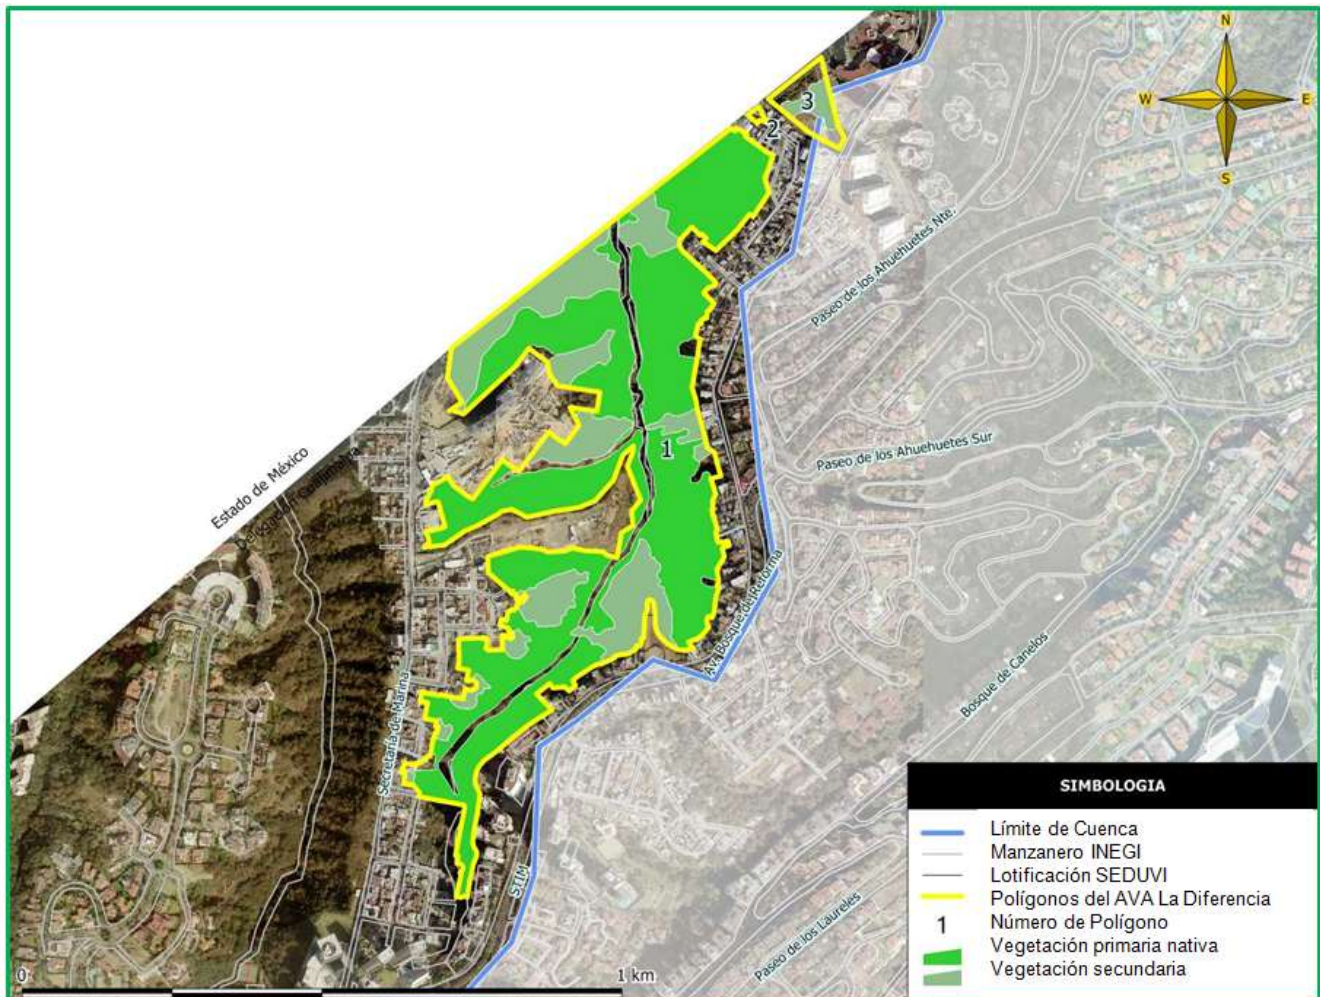 N
W
E
S
3
2
Paseo de los Ahuehuetes Nte.
Estado de México
Paseo de los Ahuehuetes Sur
1
Av. Bosque de Reforma
Bosque de Canelos
Secretaría de Marina
STIM
Paseo de los Laureles
0
1 km
SIMBOLOGIA
Límite de Cuenca
Manzanero INEGI
Lotificación SEDUVI
Polígonos del AVA La Diferencia
1 Número de Polígono
Vegetación primaria nativa
Vegetación secundaria